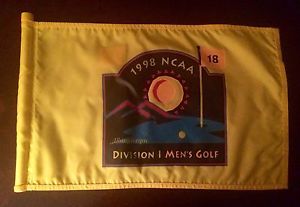 1998 NCAA
18
DIVISION I MEN'S GOLF